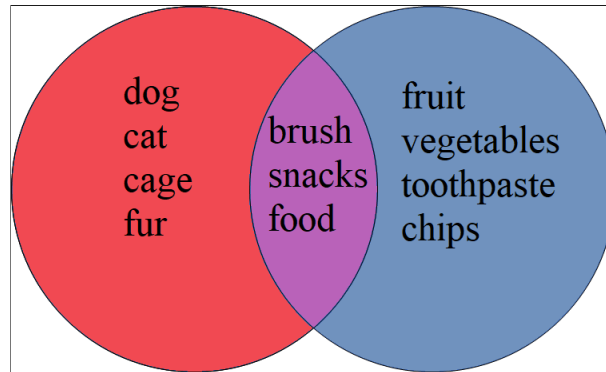 dog
cat
cage
fur
brush
snacks
food
fruit
vegetables
toothpaste
chips